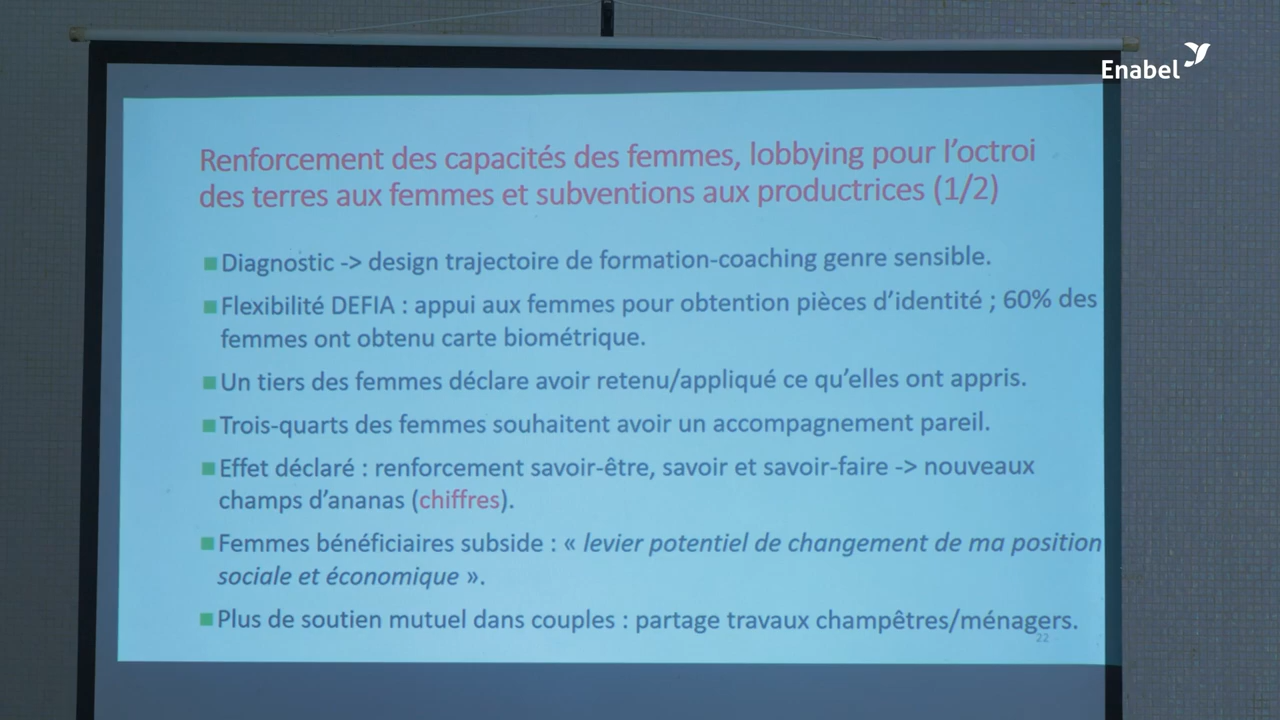 Enabel
Renforcement des capacités des femmes, lobbying pour l'octroi
des terres aux femmes et subventions aux productrices (1/2)
Diagnostic -> design trajectoire de formation-coaching genre sensible.
Flexibilité DEFIA : appui aux femmes pour obtention pièces d'identité ; 60% des
femmes ont obtenu carte biométrique.
Un tiers des femmes déclare avoir retenu/appliqué ce qu'elles ont appris.
Trois-quarts des femmes souhaitent avoir un accompagnement pareil.
Effet déclaré : renforcement savoir-être, savoir et savoir-faire -> nouveaux
champs d'ananas (chiffres).
Femmes bénéficiaires subside : « levier potentiel de changement de ma position
sociale et économique ».
Plus de soutien mutuel dans couples : partage travaux champêtres/ménagers.
22